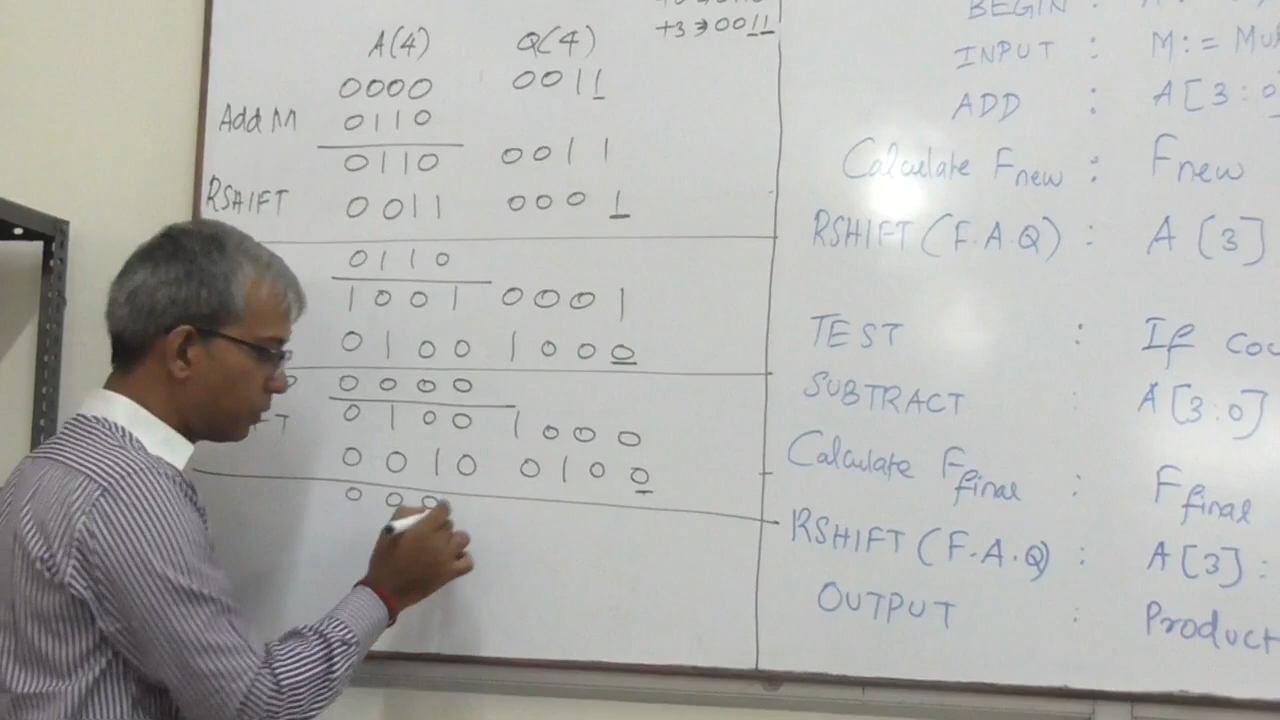 +3 ⇒ 0011
A(4) Q(4)
0000 0011
Add M 0110
0110 0011
RSHIFT 0011 0001
0110
1001 0001
0100 1000
0000
0100 1000
0010 0100
000
BEGIN :
INPUT : M :=
ADD : A[3:0
Calculate Fnew : Fnew
RSHIFT(F.A.Q) : A[3]
TEST : If
SUBTRACT : A[3:0]
Calculate Ffinal : Ffinal
RSHIFT(F.A.Q) : A[3] :
OUTPUT : Product